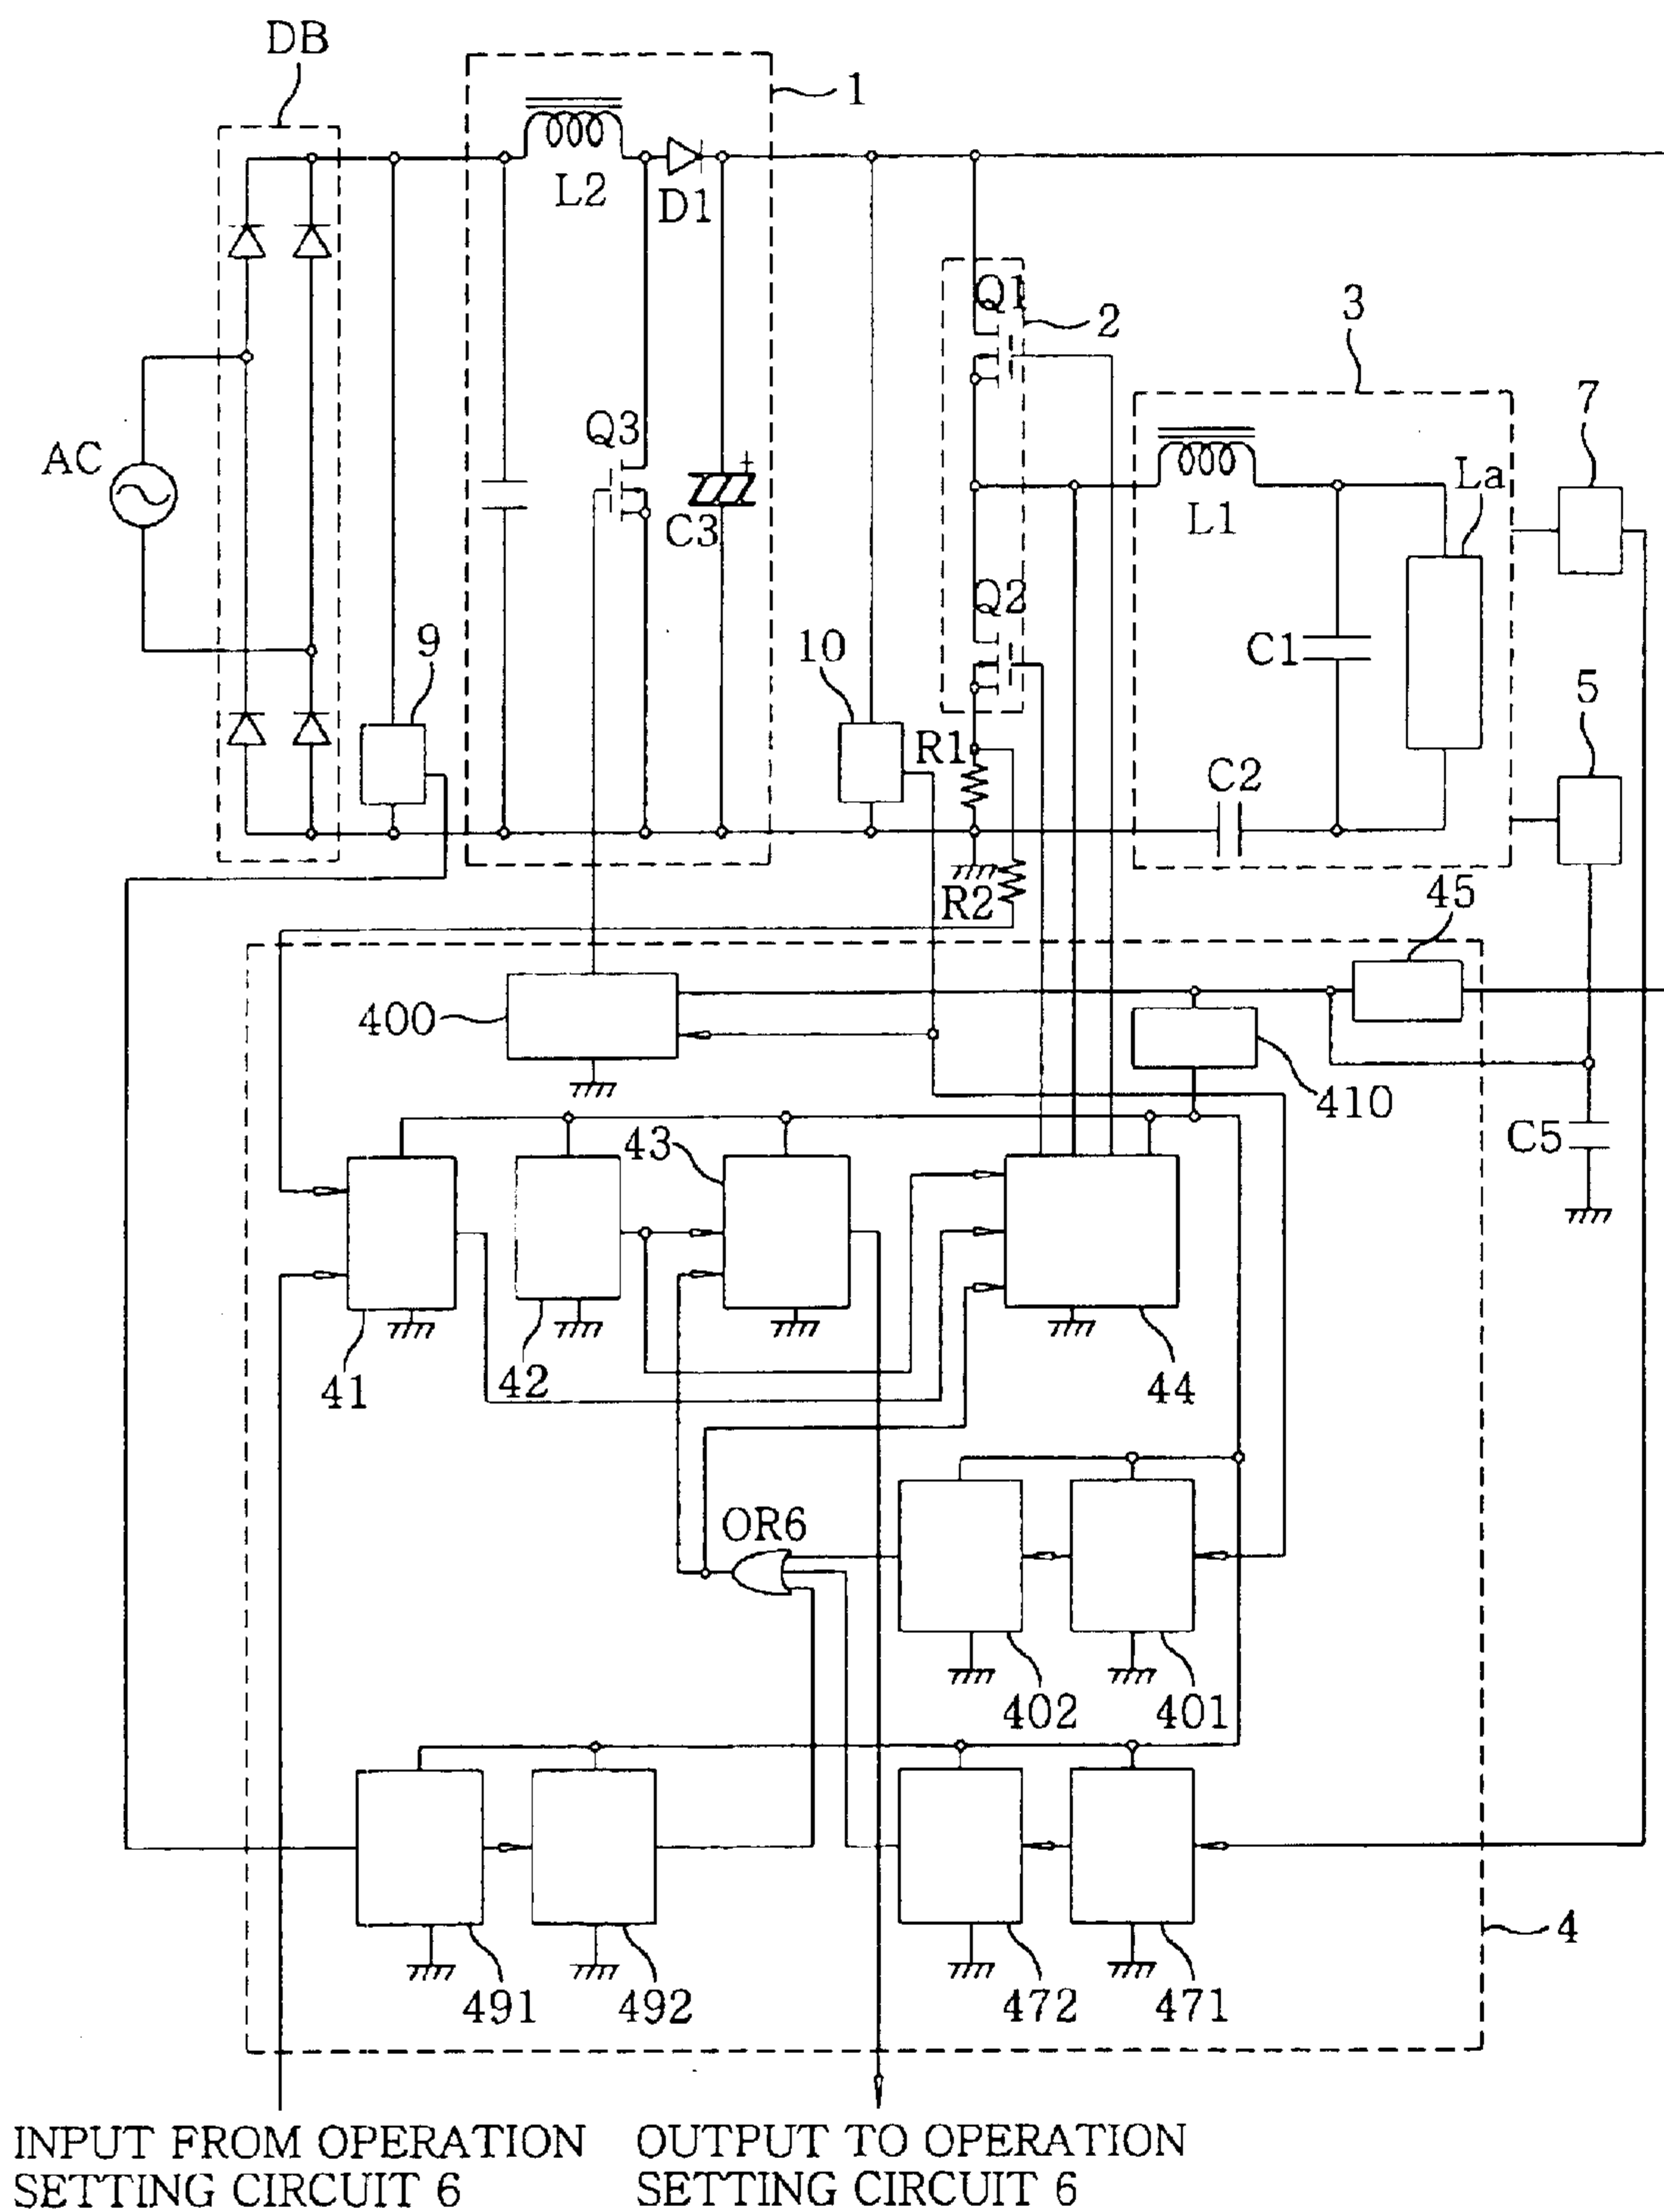 DB
1
L2
D1
Q1
2
3
7
AC
Q3
C3
La
L1
Q2
C1
9
10
5
R1
C2
R2
45
400
410
43
C5
41
42
44
OR6
402
401
4
491
492
472
471
INPUT FROM OPERATION
SETTING CIRCUIT 6
OUTPUT TO OPERATION
SETTING CIRCUIT 6